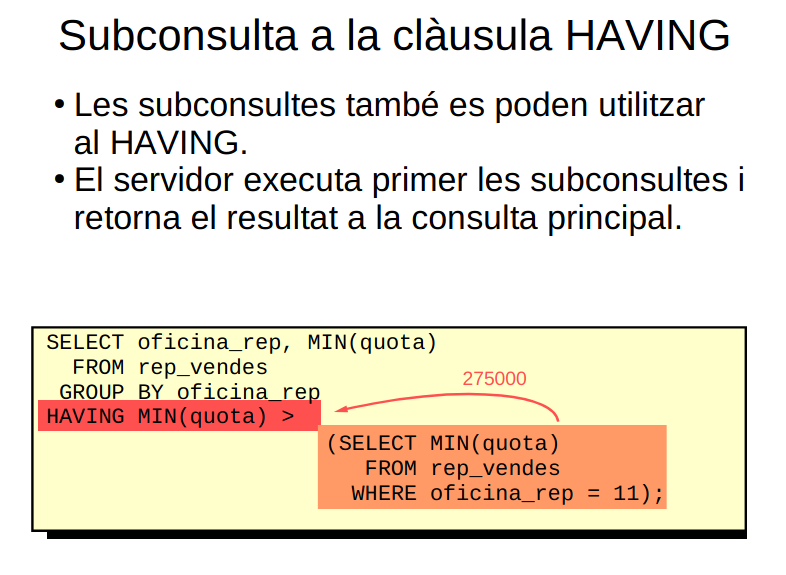 Subconsulta a la clàusula HAVING
• Les subconsultes també es poden utilitzar
al HAVING.
• El servidor executa primer les subconsultes i
retorna el resultat a la consulta principal.
SELECT oficina_rep, MIN(quota)
FROM rep_vendes
GROUP BY oficina_rep
275000
HAVING MIN(quota) >
(SELECT MIN(quota)
FROM rep_vendes
WHERE oficina_rep = 11);